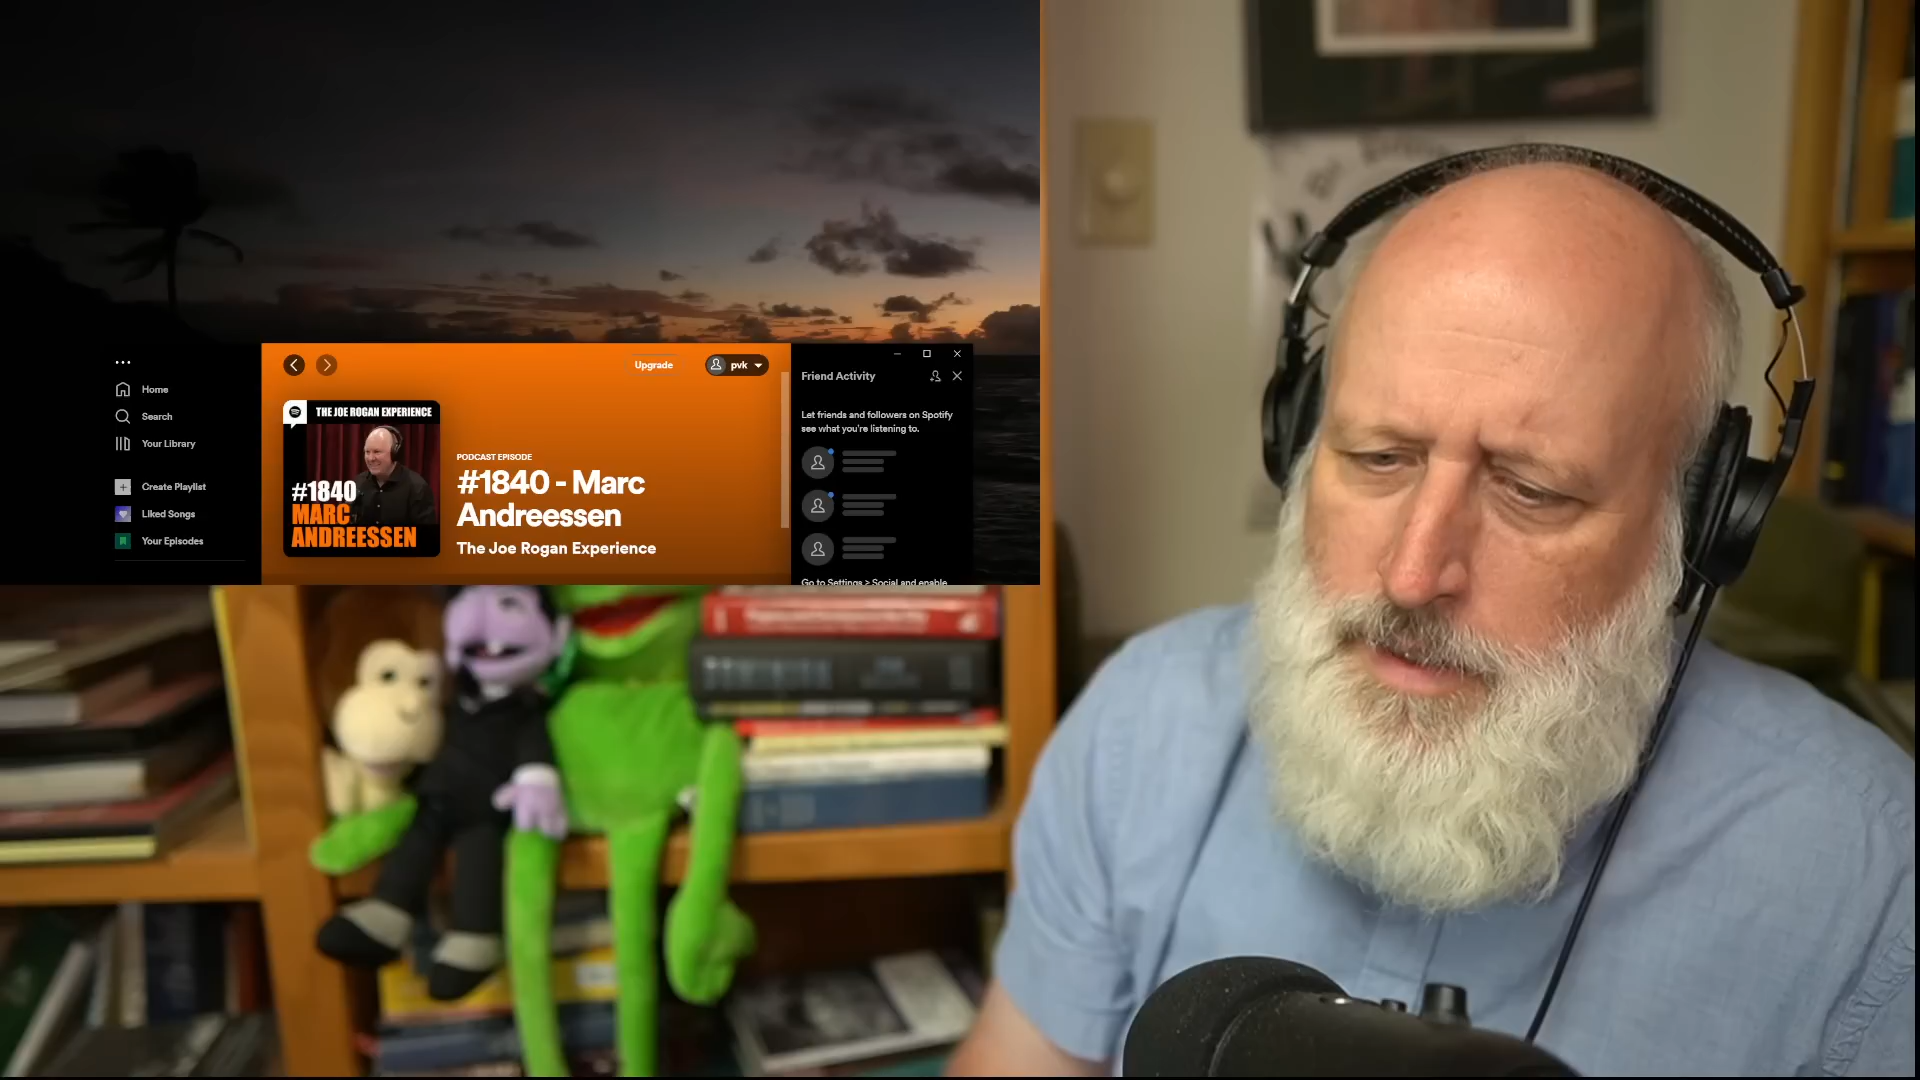 Home
Search
Your Library
Create Playlist
Liked Songs
Your Episodes
Upgrade
pvk
THE JOE ROGAN EXPERIENCE
#1840
MARC
ANDREESSEN
PODCAST EPISODE
#1840 - Marc
Andreessen
The Joe Rogan Experience
Friend Activity
Let friends and followers on Spotify
see what you're listening to.
Go to Settings > Social and enable